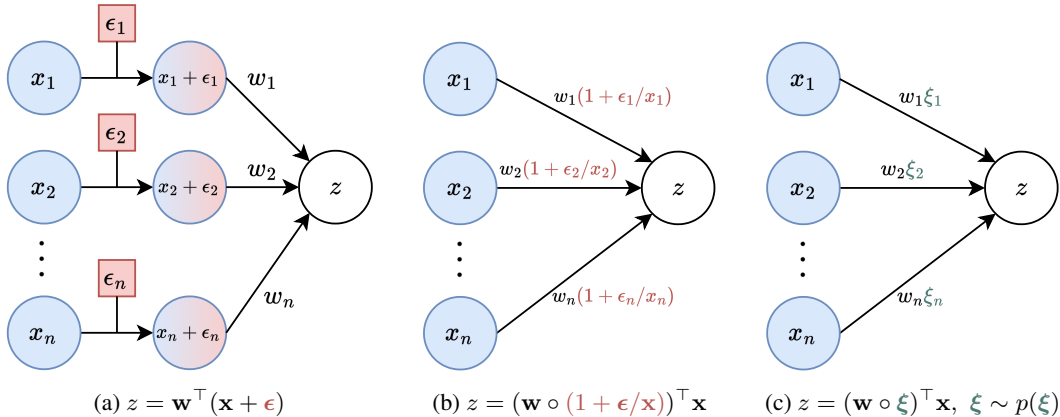 ϵ₁
x₁
x₁ + ϵ₁
w₁
ϵ₂
x₂
x₂ + ϵ₂
w₂
z
⋮
⋮
ϵₙ
xₙ
xₙ + ϵₙ
wₙ
(a) z = w⊤(x + ϵ)
x₁
w₁(1 + ϵ₁/x₁)
x₂
w₂(1 + ϵ₂/x₂)
z
⋮
xₙ
wₙ(1 + ϵₙ/xₙ)
(b) z = (w ∘ (1 + ϵ/x))⊤x
x₁
w₁ξ₁
x₂
w₂ξ₂
z
⋮
xₙ
wₙξₙ
(c) z = (w ∘ ξ)⊤x, ξ ∼ p(ξ)